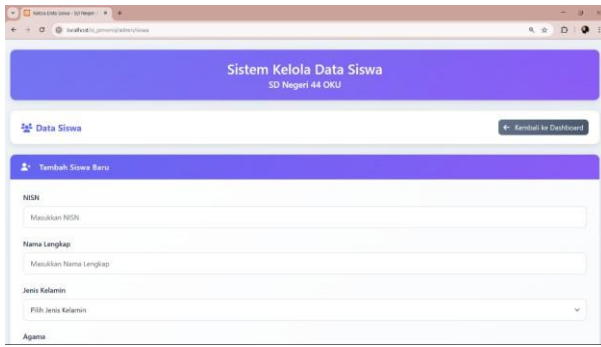 Kelola Data Siswa - SD Negeri
Sistem Kelola Data Siswa
SD Negeri 44 OKU
Data Siswa
← Kembali ke Dashboard
Tambah Siswa Baru
NISN
Masukkan NISN
Nama Lengkap
Masukkan Nama Lengkap
Jenis Kelamin
Pilih Jenis Kelamin
Agama